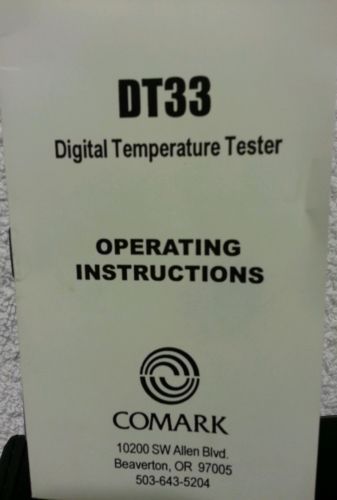 DT33
Digital Temperature Tester
OPERATING
INSTRUCTIONS
COMARK
10200 SW Allen Blvd.
Beaverton, OR 97005
503-643-5204